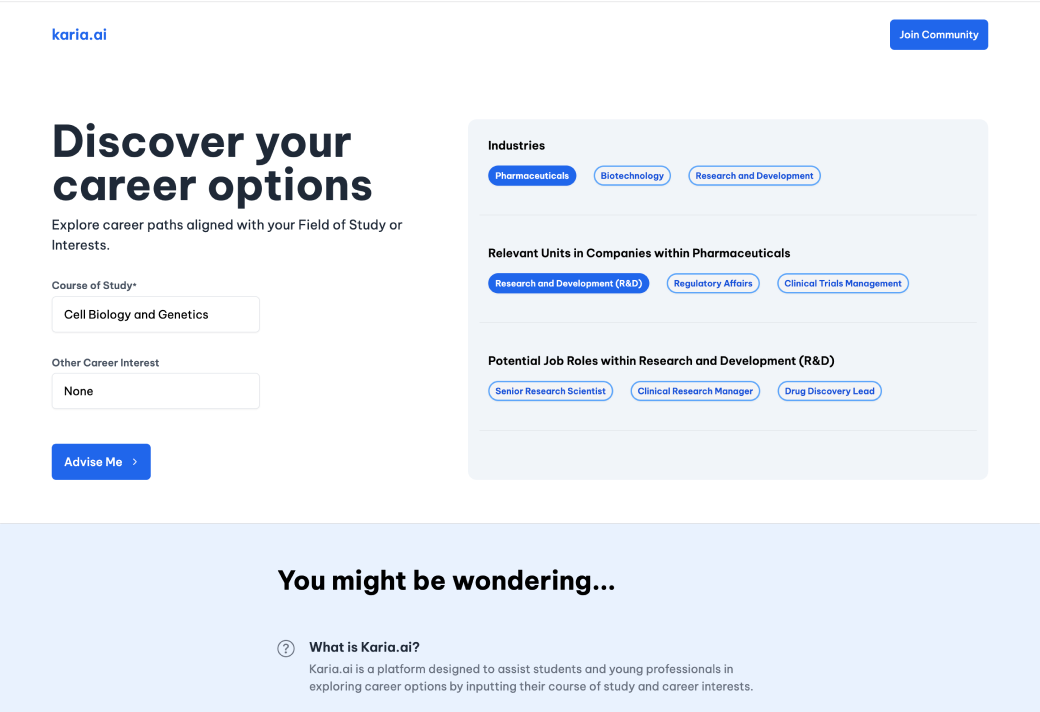 karia.ai
Join Community
Discover your
career options
Explore career paths aligned with your Field of Study or
Interests.
Course of Study*
Cell Biology and Genetics
Other Career Interest
None
Advise Me
Industries
Pharmaceuticals
Biotechnology
Research and Development
Relevant Units in Companies within Pharmaceuticals
Research and Development (R&D)
Regulatory Affairs
Clinical Trials Management
Potential Job Roles within Research and Development (R&D)
Senior Research Scientist
Clinical Research Manager
Drug Discovery Lead
You might be wondering...
What is Karia.ai?
Karia.ai is a platform designed to assist students and young professionals in
exploring career options by inputting their course of study and career interests.